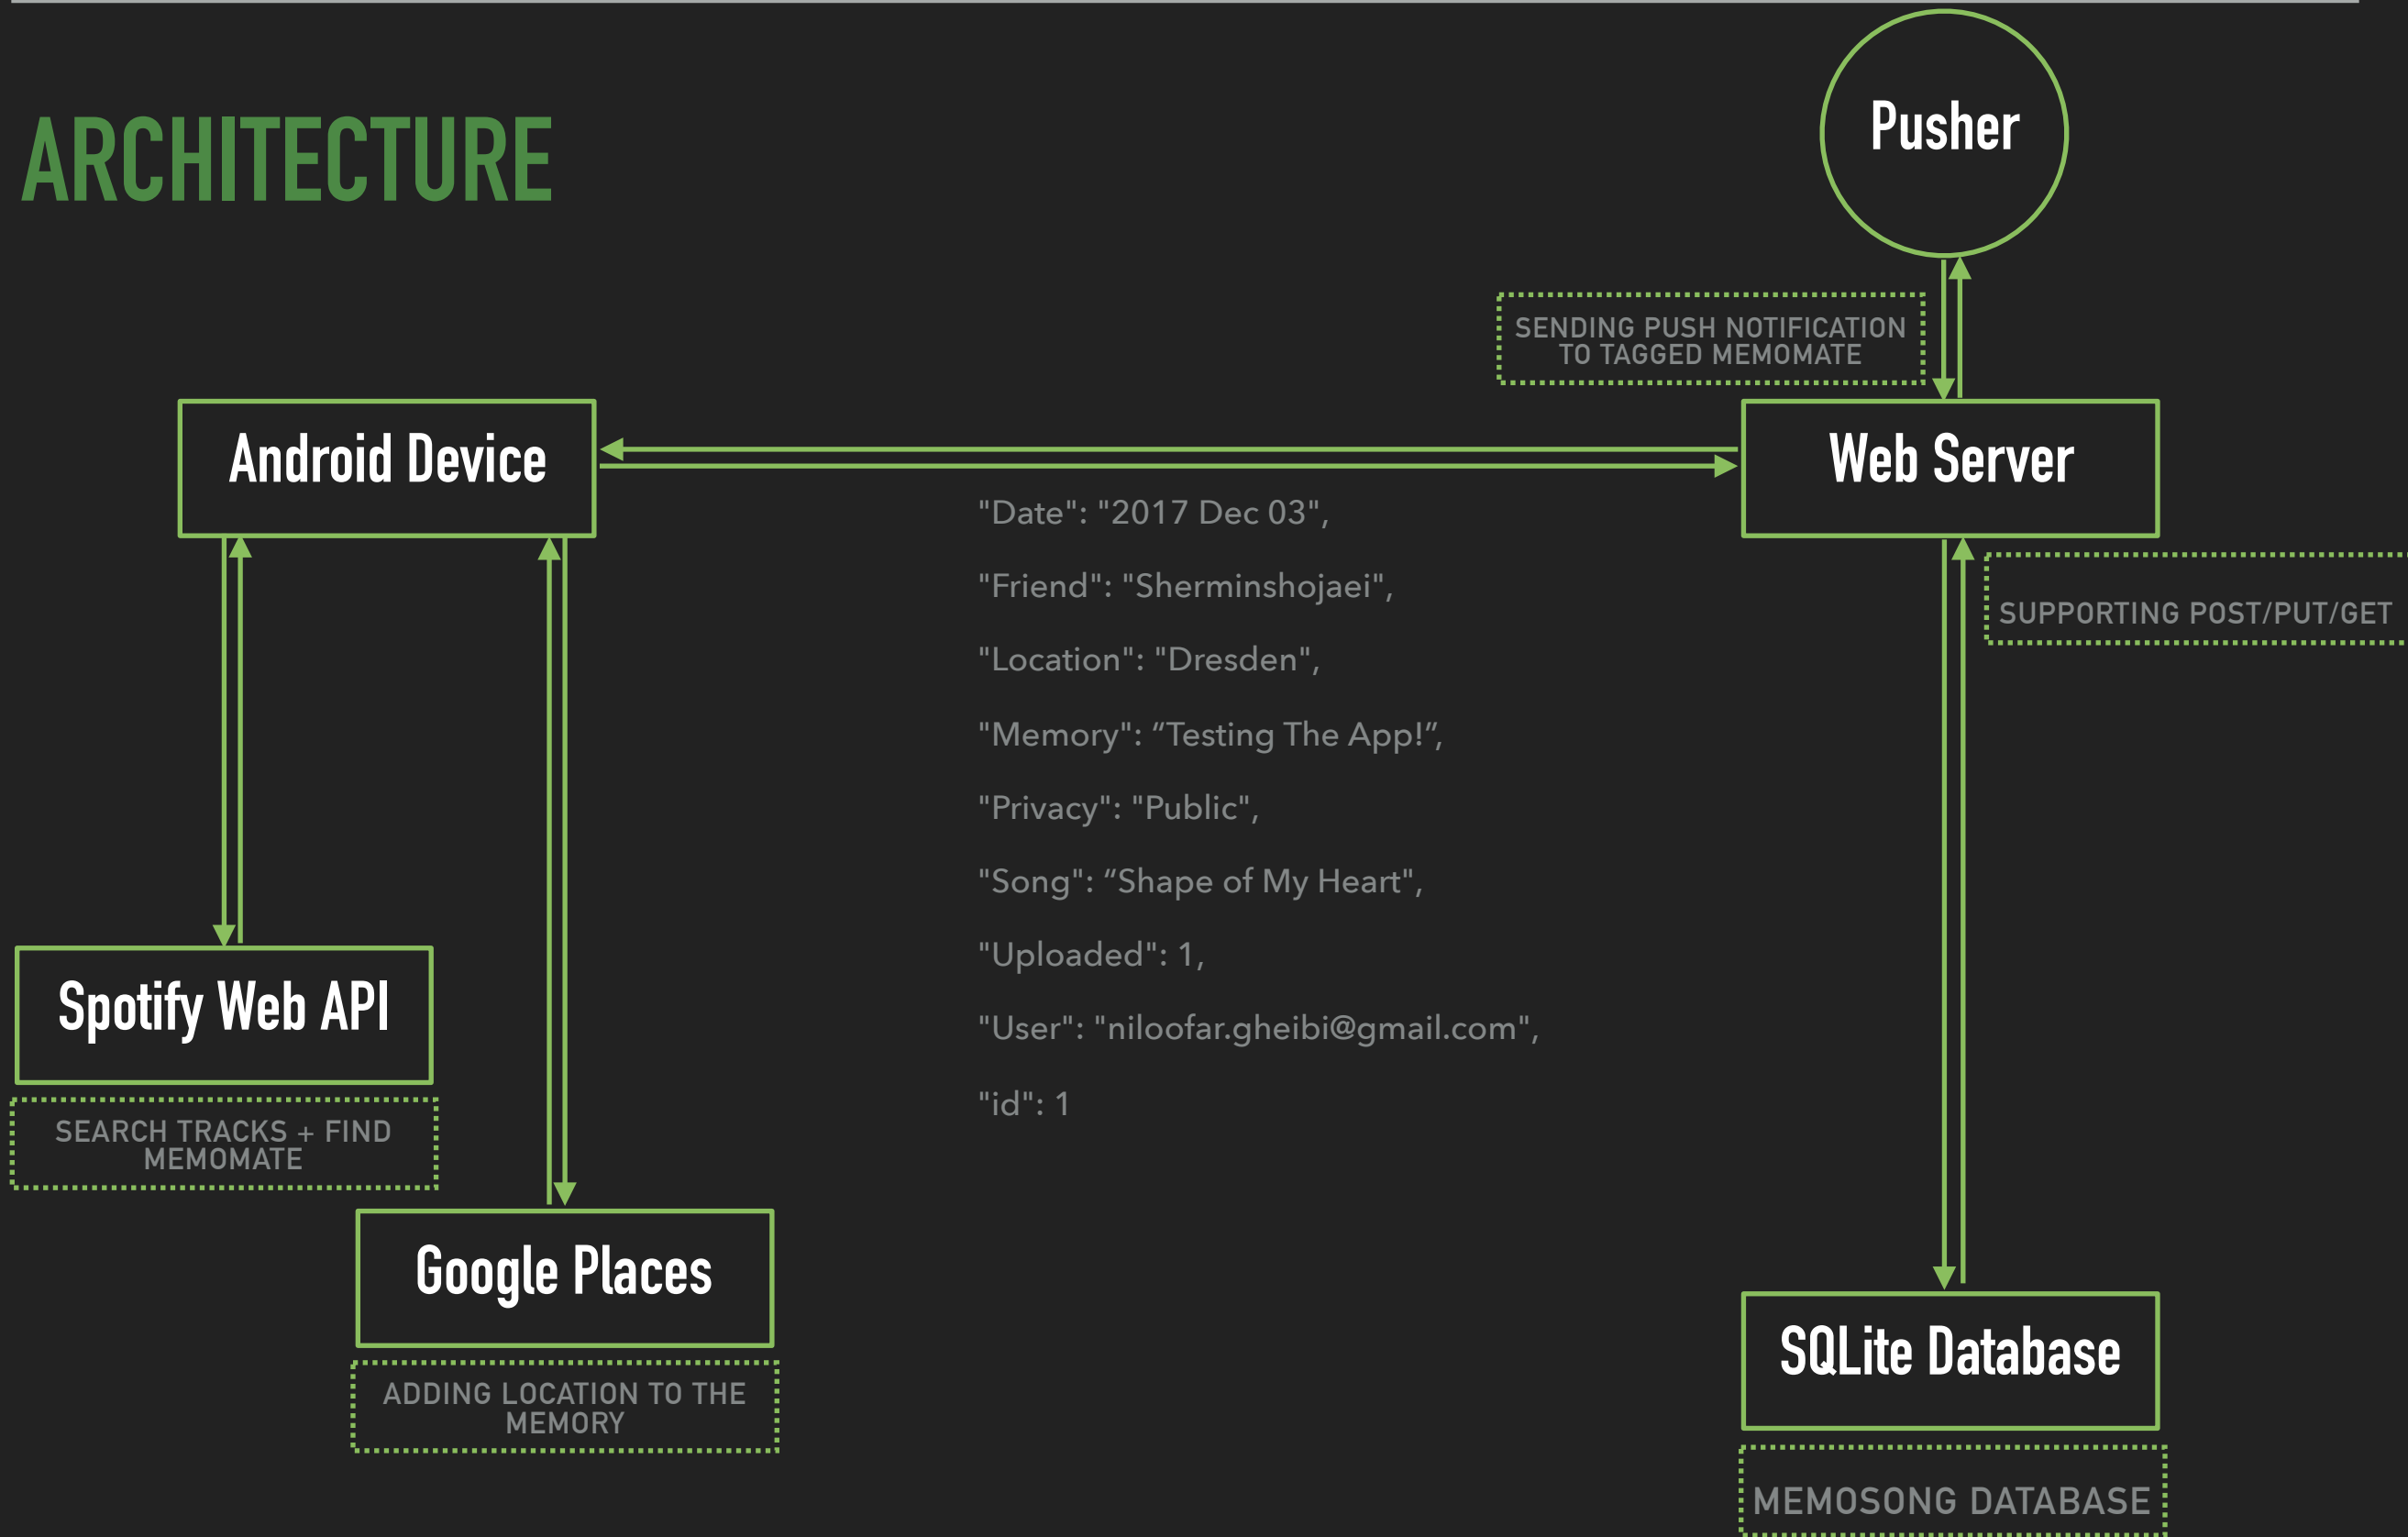 ARCHITECTURE
Pusher
SENDING PUSH NOTIFICATION
TO TAGGED MEMOMATE
Android Device
Web Server
"Date": "2017 Dec 03",
"Friend": "Sherminshojaei",
"Location": "Dresden",
"Memory": “Testing The App!”,
"Privacy": "Public",
"Song": “Shape of My Heart",
"Uploaded": 1,
"User": "niloofar.gheibi@gmail.com",
"id": 1
SUPPORTING POST/PUT/GET
Spotify Web API
SEARCH TRACKS + FIND
MEMOMATE
Google Places
ADDING LOCATION TO THE
MEMORY
SQLite Database
MEMOSONG DATABASE